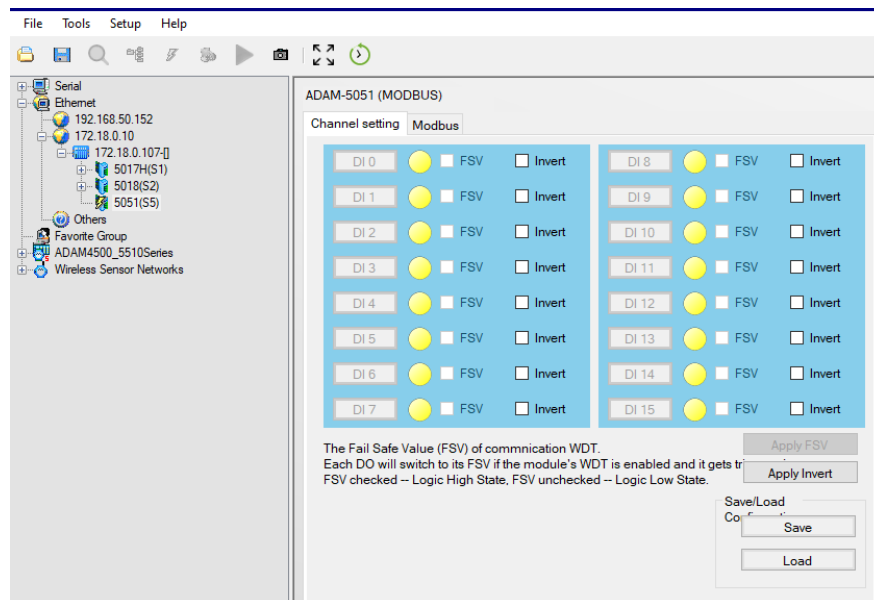 File Tools Setup Help
Serial
Ethernet
192.168.50.152
172.18.0.10
172.18.0.107-[]
5017H(S1)
5018(S2)
5051(S5)
Others
Favorite Group
ADAM4500_5510Series
Wireless Sensor Networks
ADAM-5051 (MODBUS)
Channel setting Modbus
DI 0 FSV Invert DI 8 FSV Invert
DI 1 FSV Invert DI 9 FSV Invert
DI 2 FSV Invert DI 10 FSV Invert
DI 3 FSV Invert DI 11 FSV Invert
DI 4 FSV Invert DI 12 FSV Invert
DI 5 FSV Invert DI 13 FSV Invert
DI 6 FSV Invert DI 14 FSV Invert
DI 7 FSV Invert DI 15 FSV Invert
The Fail Safe Value (FSV) of commnication WDT.
Each DO will switch to its FSV if the module's WDT is enabled and it gets
FSV checked -- Logic High State, FSV unchecked -- Logic Low State.
Apply FSV
Apply Invert
Save/Load
Save
Load